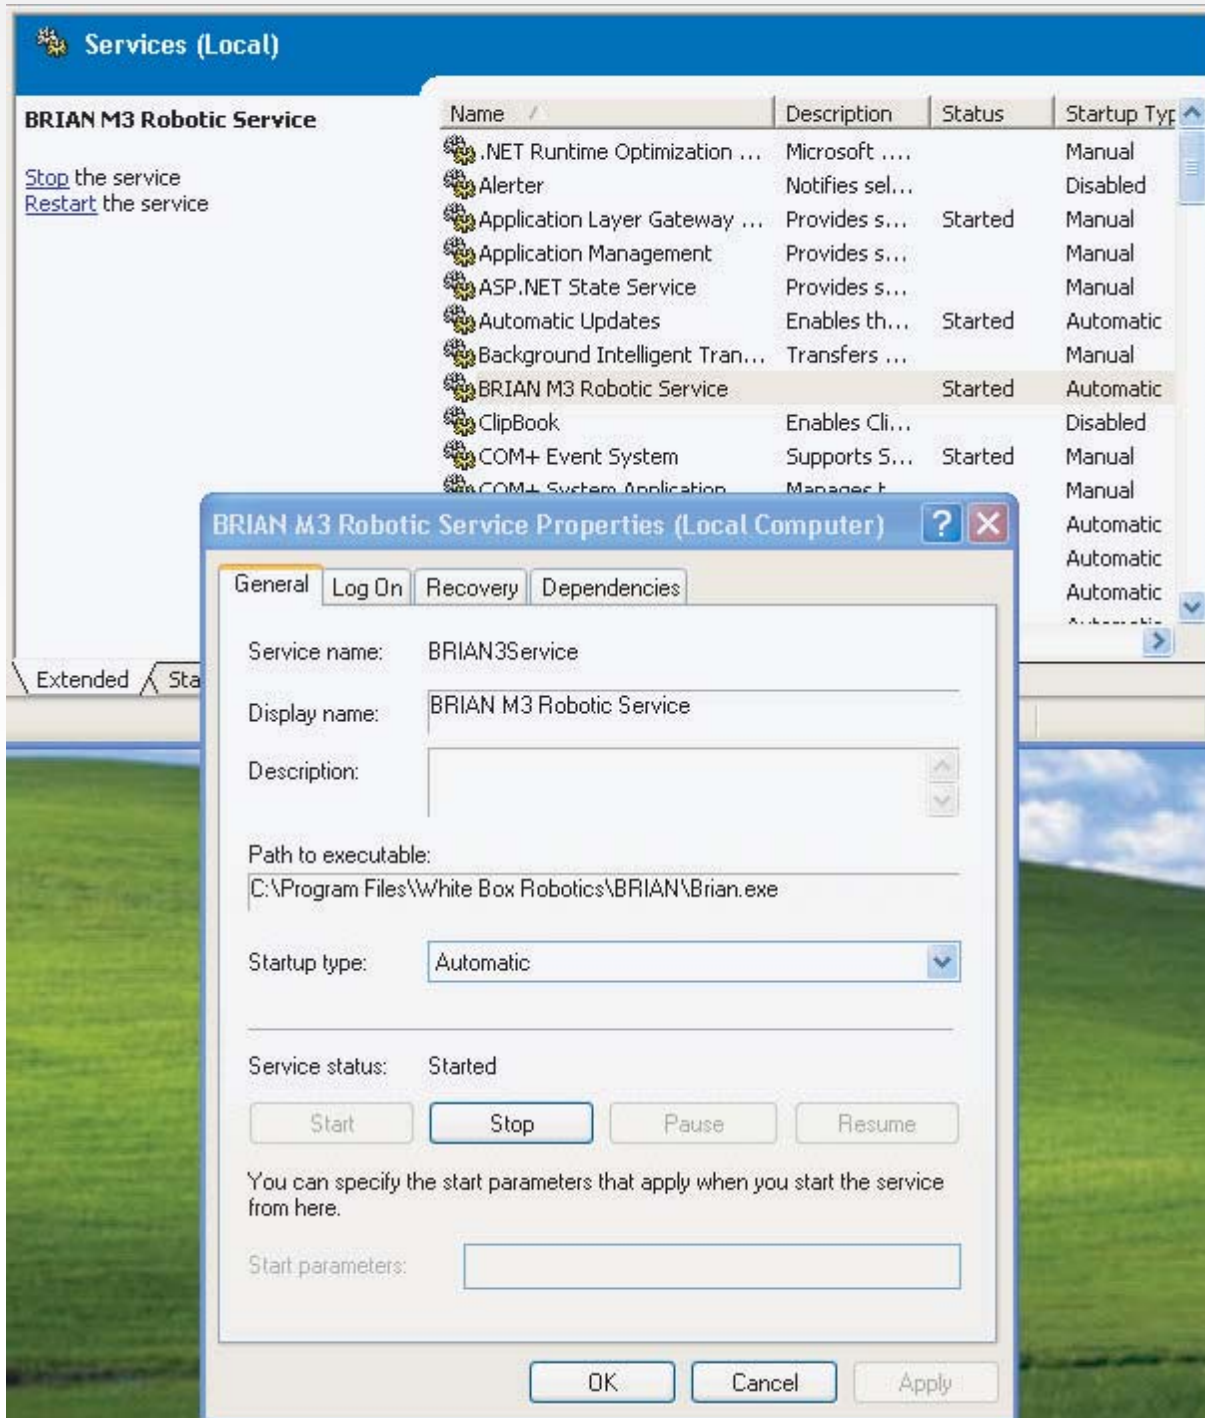 Services (Local)
BRIAN M3 Robotic Service
Stop the service
Restart the service
Name Description Status Startup Typ
.NET Runtime Optimization ... Microsoft .... Manual
Alerter Notifies sel... Disabled
Application Layer Gateway ... Provides s... Started Manual
Application Management Provides s... Manual
ASP.NET State Service Provides s... Manual
Automatic Updates Enables th... Started Automatic
Background Intelligent Tran... Transfers ... Manual
BRIAN M3 Robotic Service Started Automatic
ClipBook Enables Cli... Disabled
COM+ Event System Supports S... Started Manual
COM+ System Application Manages t Manual
Automatic
Automatic
Automatic
Automatic
Extended Sta
BRIAN M3 Robotic Service Properties (Local Computer)
General Log On Recovery Dependencies
Service name: BRIAN3Service
Display name: BRIAN M3 Robotic Service
Description:
Path to executable:
C:\Program Files\White Box Robotics\BRIAN\Brian.exe
Startup type: Automatic
Service status: Started
Start Stop Pause Resume
You can specify the start parameters that apply when you start the service
from here.
Start parameters:
OK Cancel Apply